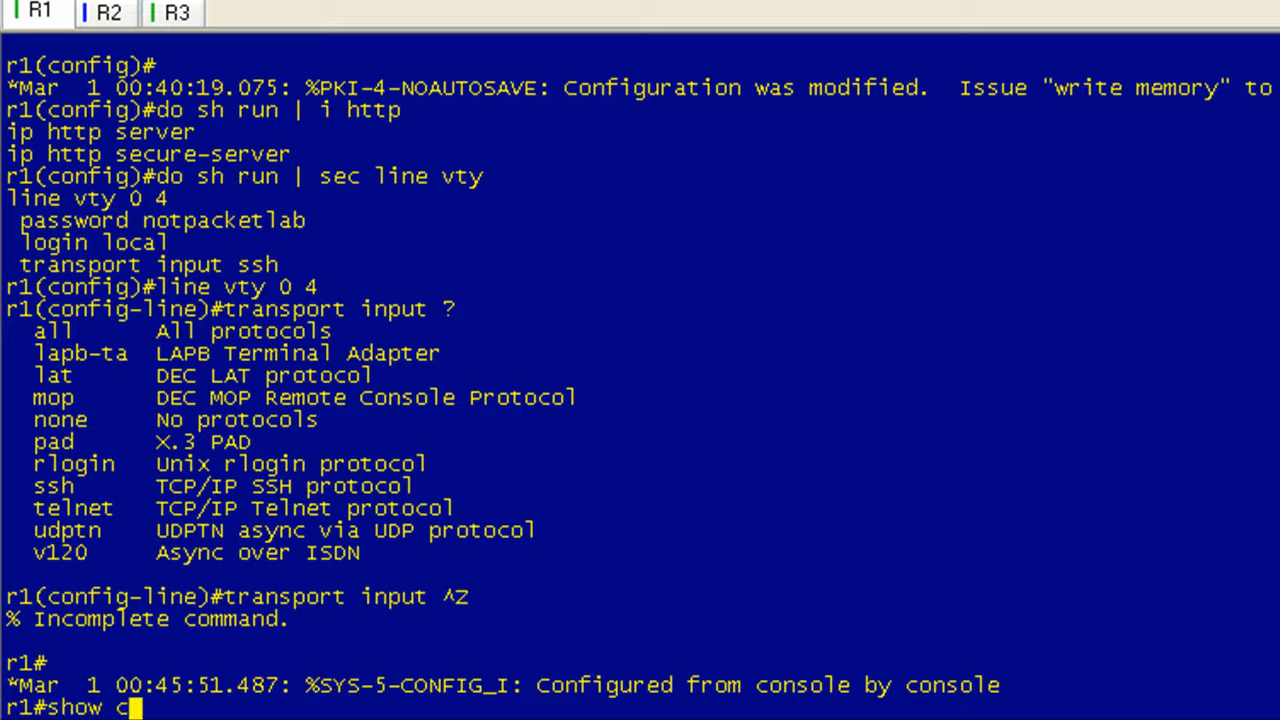 R1 R2 R3
r1(config)#
*Mar  1 00:40:19.075: %PKI-4-NOAUTOSAVE: Configuration was modified.  Issue "write memory" to
r1(config)#do sh run | i http
ip http server
ip http secure-server
r1(config)#do sh run | sec line vty
line vty 0 4
 password notpacketlab
 login local
 transport input ssh
r1(config)#line vty 0 4
r1(config-line)#transport input ?
  all      All protocols
  lapb-ta  LAPB Terminal Adapter
  lat      DEC LAT protocol
  mop      DEC MOP Remote Console Protocol
  none     No protocols
  pad      X.3 PAD
  rlogin   Unix rlogin protocol
  ssh      TCP/IP SSH protocol
  telnet   TCP/IP Telnet protocol
  udptn    UDPTN async via UDP protocol
  v120     Async over ISDN
r1(config-line)#transport input ^Z
% Incomplete command.
r1#
*Mar  1 00:45:51.487: %SYS-5-CONFIG_I: Configured from console by console
r1#show c